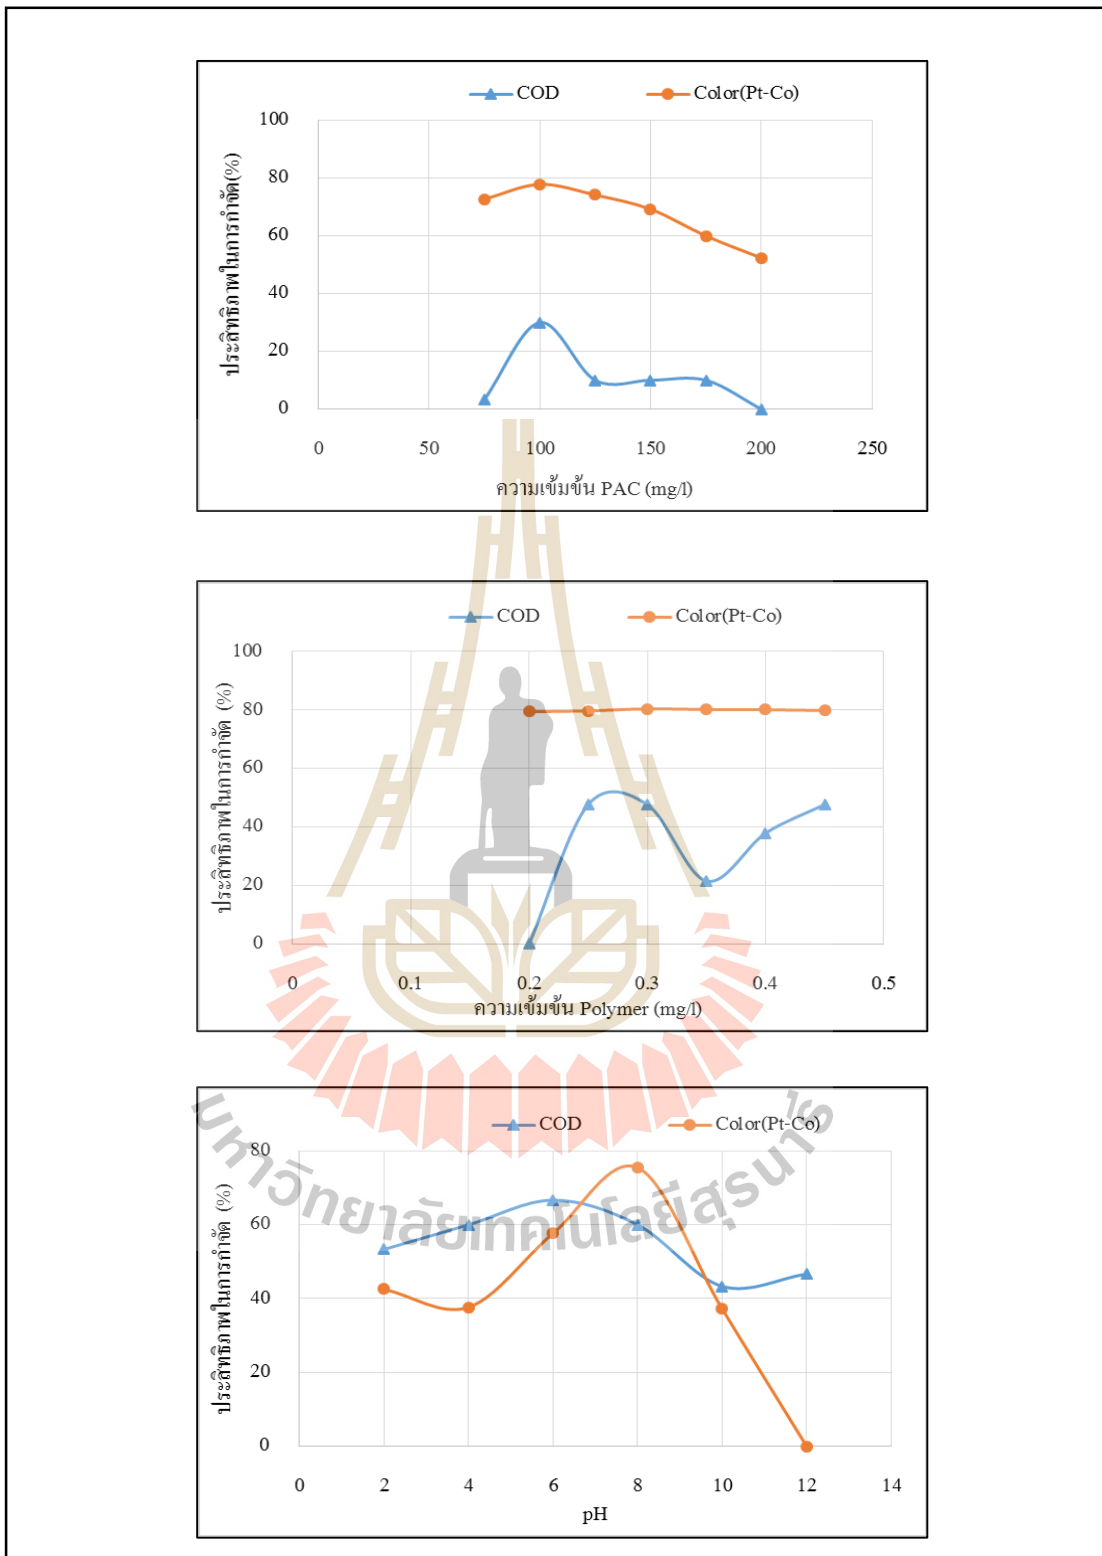 COD Color(Pt-Co)
ประสิทธิภาพในการกำจัด(%)
100
80
60
40
20
0
0 50 100 150 200 250
ความเข้มข้น PAC (mg/l)
COD Color(Pt-Co)
ประสิทธิภาพในการกำจัด (%)
100
80
60
40
20
0
0 0.1 0.2 0.3 0.4 0.5
ความเข้มข้น Polymer (mg/l)
COD Color(Pt-Co)
ประสิทธิภาพในการกำจัด (%)
80
60
40
20
0
0 2 4 6 8 10 12 14
pH
มหาวิทยาลัยเทคโนโลยีสุรนารี